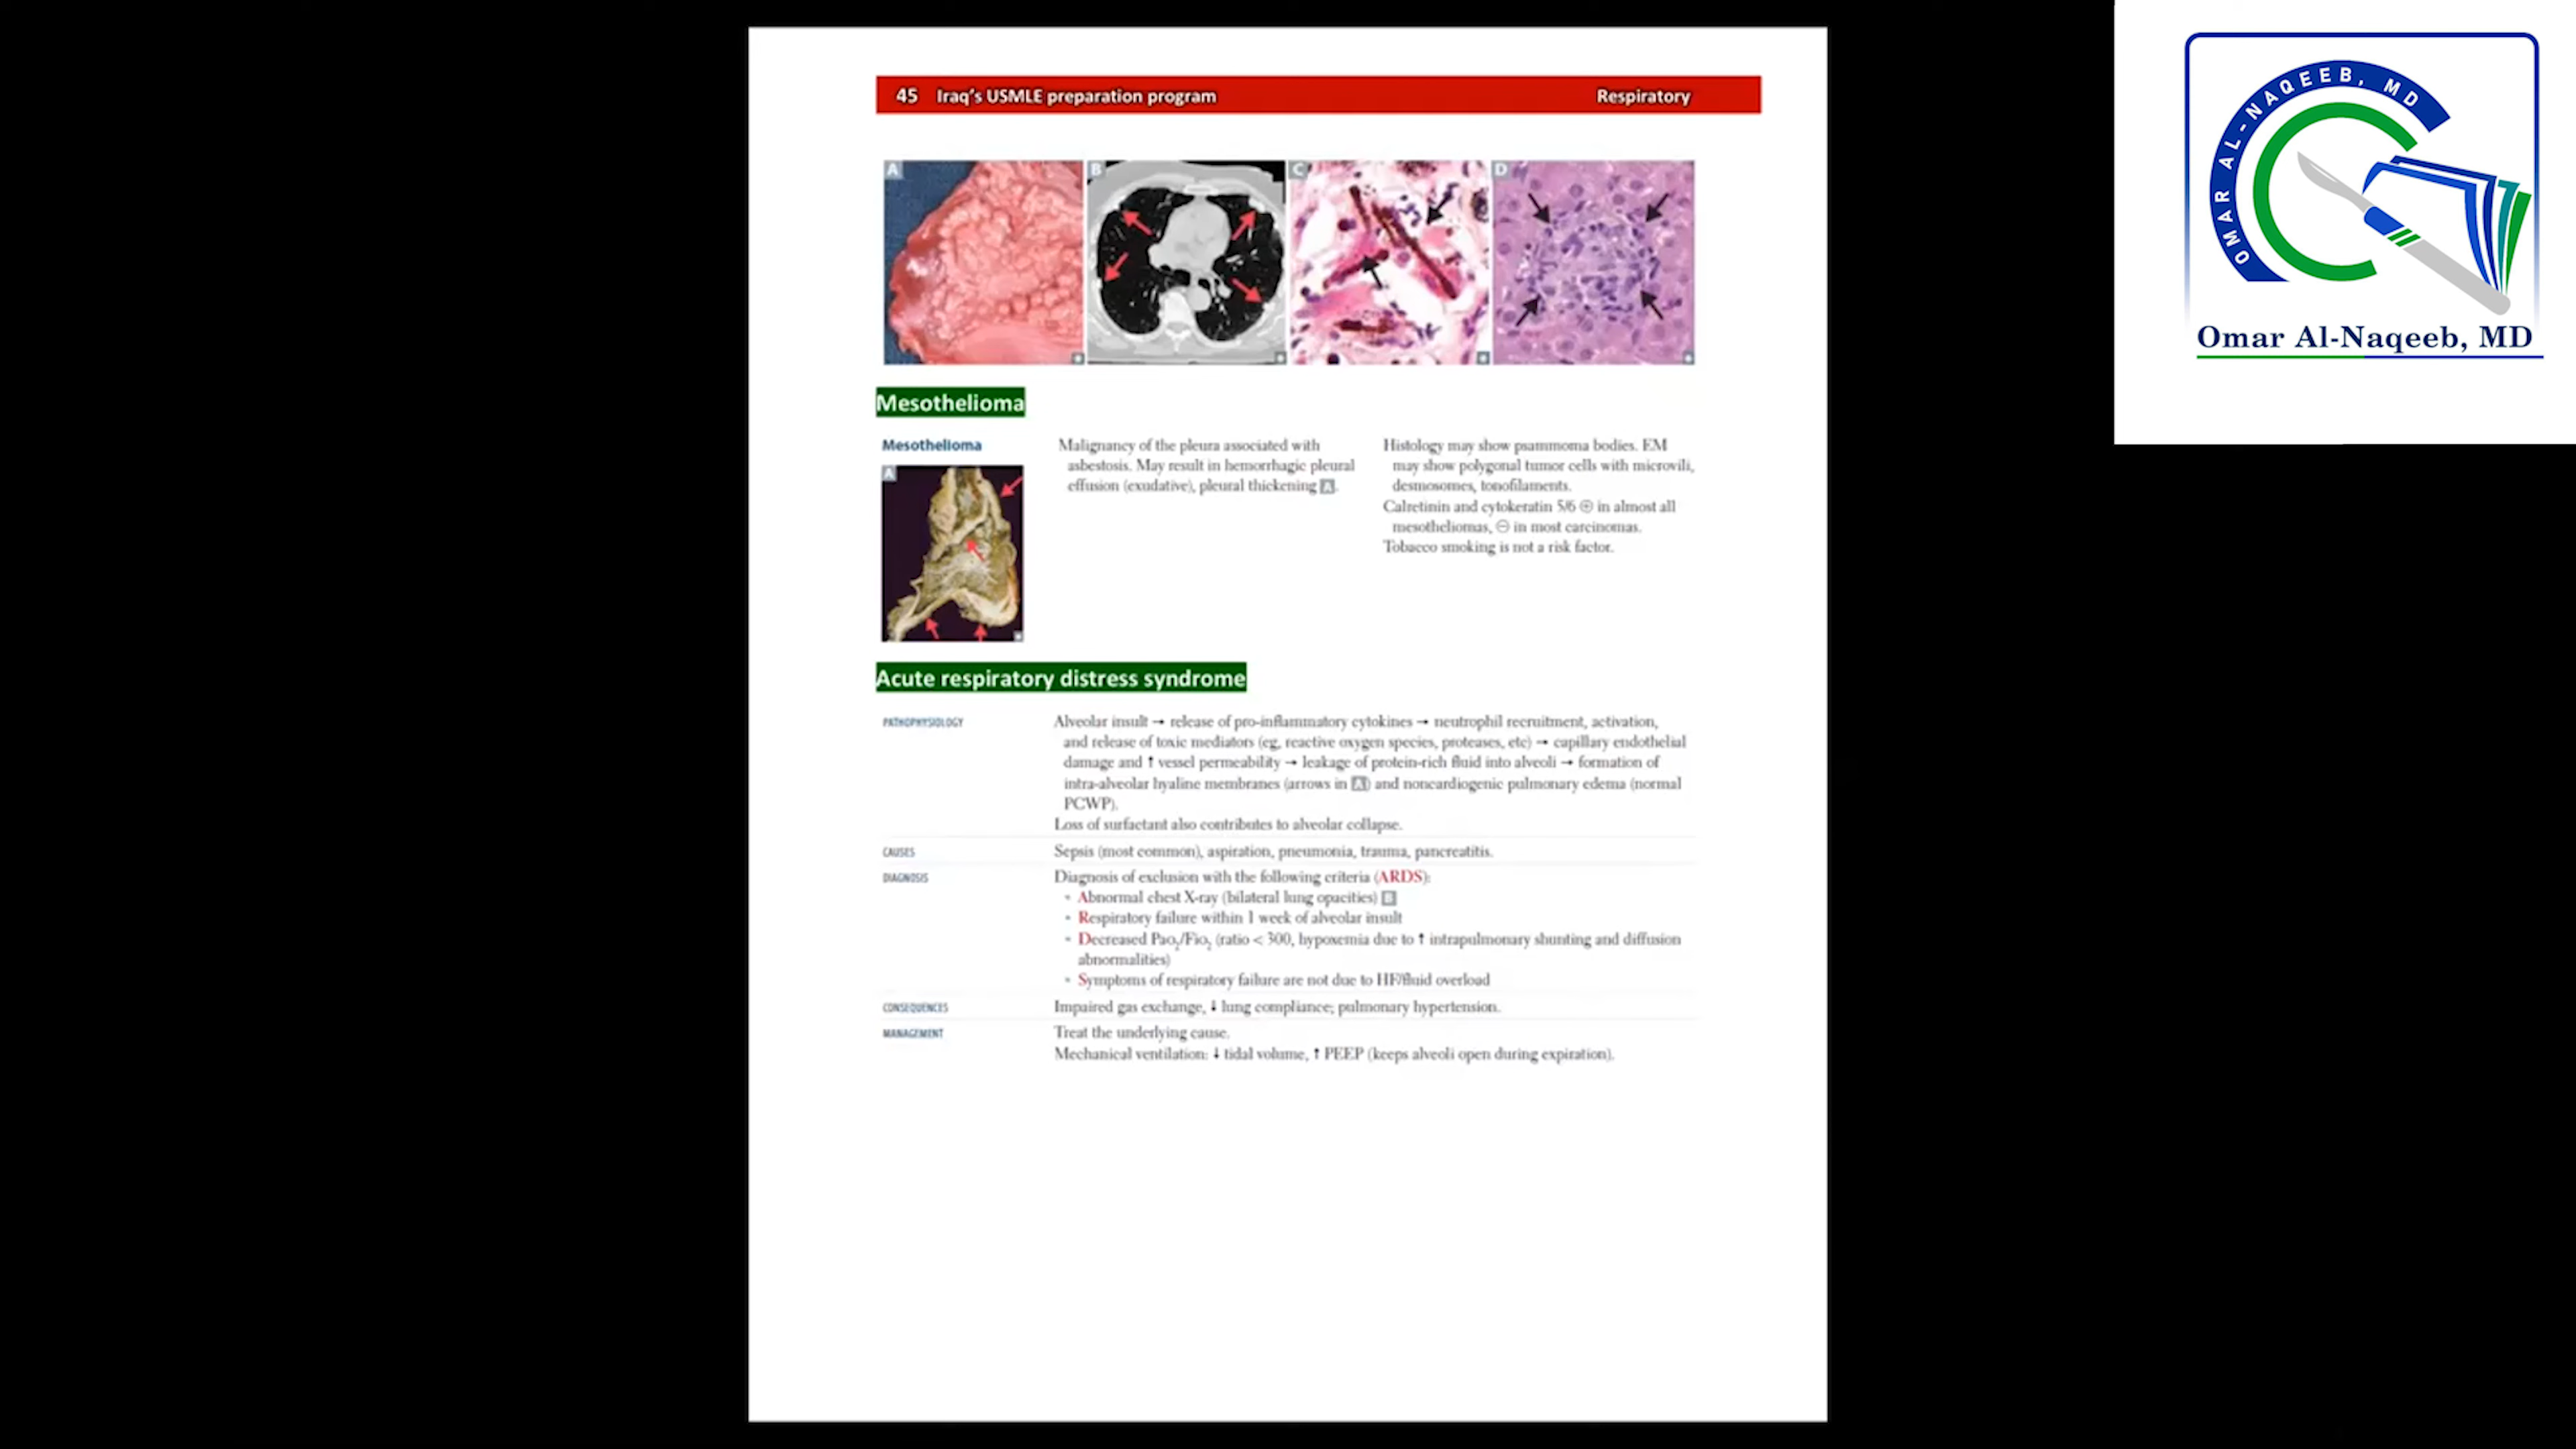 45 Iraq's USMLE preparation program Respiratory
OMAR AL-NAQEEB, MD
Omar Al-Naqeeb, MD
A B C D
Mesothelioma
Mesothelioma
A
Malignancy of the pleura associated with
asbestosis. May result in hemorrhagic pleural
effusion (exudative), pleural thickening A.
Histology may show psammoma bodies. EM
may show polygonal tumor cells with microvili,
desmosomes, tonofilaments.
Calretinin and cytokeratin 5/6 ⊕ in almost all
mesotheliomas, ⊖ in most carcinomas.
Tobacco smoking is not a risk factor.
Acute respiratory distress syndrome
PATHOPHYSIOLOGY
Alveolar insult → release of pro-inflammatory cytokines → neutrophil recruitment, activation,
and release of toxic mediators (eg, reactive oxygen species, proteases, etc) → capillary endothelial
damage and ↑ vessel permeability → leakage of protein-rich fluid into alveoli → formation of
intra-alveolar hyaline membranes (arrows in A) and noncardiogenic pulmonary edema (normal
PCWP).
Loss of surfactant also contributes to alveolar collapse.
CAUSES
Sepsis (most common), aspiration, pneumonia, trauma, pancreatitis.
DIAGNOSIS
Diagnosis of exclusion with the following criteria (ARDS):
• Abnormal chest X-ray (bilateral lung opacities) B
• Respiratory failure within 1 week of alveolar insult
• Decreased Pao₂/Fio₂ (ratio < 300, hypoxemia due to ↑ intrapulmonary shunting and diffusion
abnormalities)
• Symptoms of respiratory failure are not due to HF/fluid overload
CONSEQUENCES
Impaired gas exchange, ↓ lung compliance; pulmonary hypertension.
MANAGEMENT
Treat the underlying cause.
Mechanical ventilation: ↓ tidal volume, ↑ PEEP (keeps alveoli open during expiration).